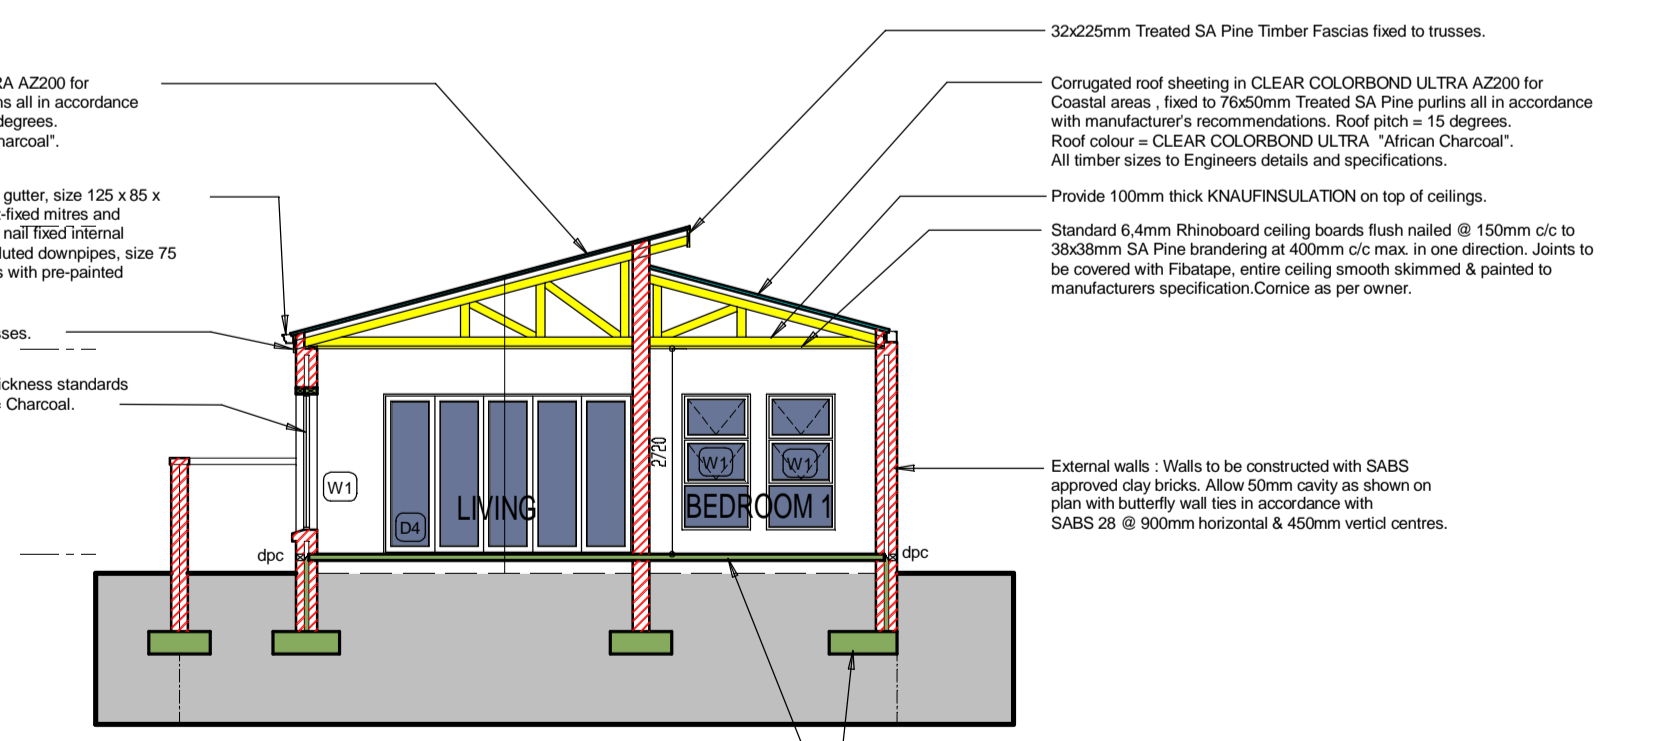 32x225mm Treated SA Pine Timber Fascias fixed to trusses.
RA AZ200 for
ns all in accordance
degrees.
harcoal".
Corrugated roof sheeting in CLEAR COLORBOND ULTRA AZ200 for
Coastal areas , fixed to 76x50mm Treated SA Pine purlins all in accordance
with manufacturer's recommendations. Roof pitch = 15 degrees.
Roof colour = CLEAR COLORBOND ULTRA "African Charcoal".
All timber sizes to Engineers details and specifications.
gutter, size 125 x 85 x
t-fixed mitres and
nail fixed internal
luted downpipes, size 75
s with pre-painted
Provide 100mm thick KNAUFINSULATION on top of ceilings.
Standard 6,4mm Rhinoboard ceiling boards flush nailed @ 150mm c/c to
38x38mm SA Pine brandering at 400mm c/c max. in one direction. Joints to
be covered with Fibatape, entire ceiling smooth skimmed & painted to
manufacturers specification.Cornice as per owner.
sses.
ickness standards
= Charcoal.
2720
W1
W1
W1
LIVING
BEDROOM 1
D4
External walls : Walls to be constructed with SABS
approved clay bricks. Allow 50mm cavity as shown on
plan with butterfly wall ties in accordance with
SABS 28 @ 900mm horizontal & 450mm verticl centres.
dpc
dpc